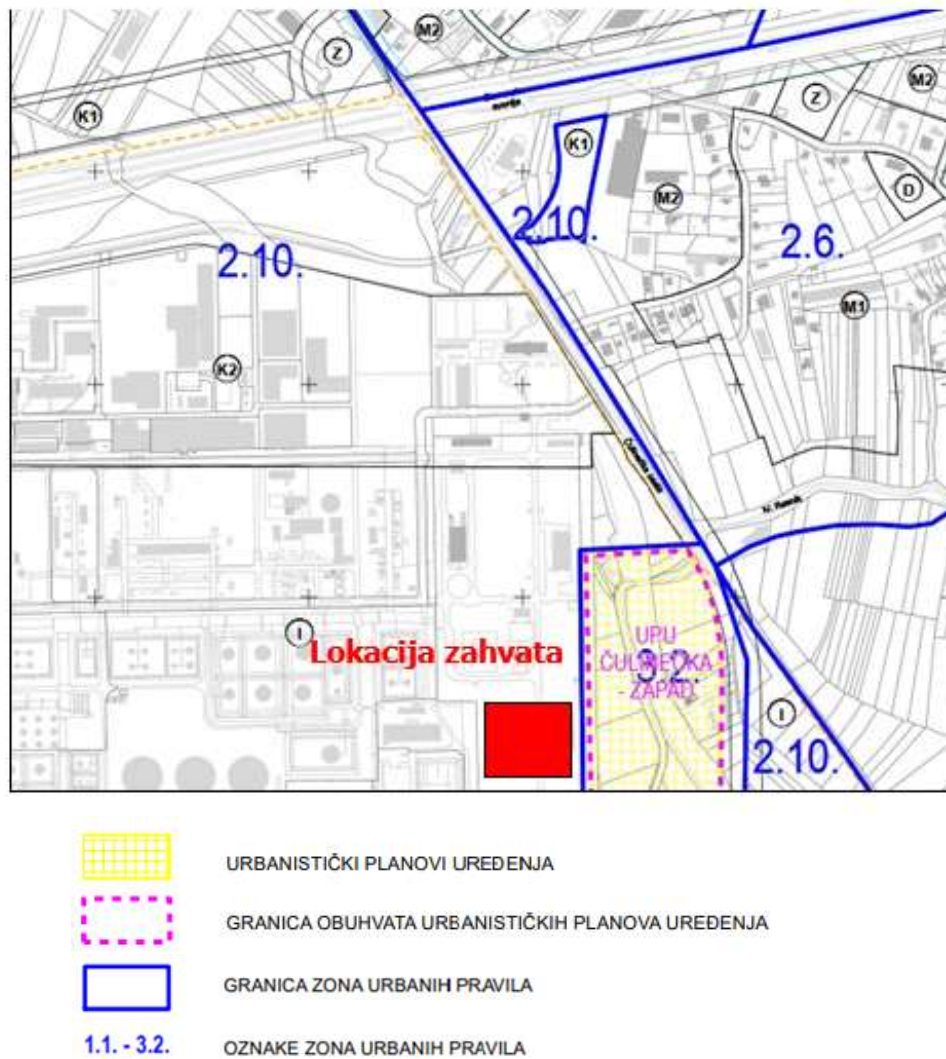 Z
M2
K1
Z
M2
K1
M2
D
2.10.
2.10.
2.6.
M1
K2
Čulinečka cesta
I
Lokacija zahvata
UPU
ČULINEČKA
3.2.
- ZAPAD
I
2.10.
URBANISTIČKI PLANOVI UREĐENJA
GRANICA OBUHVATA URBANISTIČKIH PLANOVA UREĐENJA
GRANICA ZONA URBANIH PRAVILA
1.1. - 3.2. OZNAKE ZONA URBANIH PRAVILA